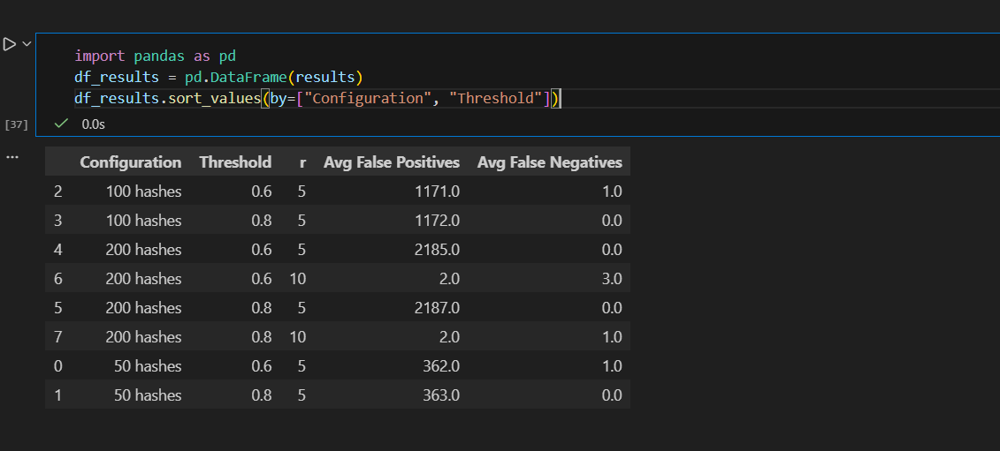 import pandas as pd
df_results = pd.DataFrame(results)
df_results.sort_values(by=["Configuration", "Threshold"])
[37] 0.0s
...
Configuration Threshold r Avg False Positives Avg False Negatives
2 100 hashes 0.6 5 1171.0 1.0
3 100 hashes 0.8 5 1172.0 0.0
4 200 hashes 0.6 5 2185.0 0.0
6 200 hashes 0.6 10 2.0 3.0
5 200 hashes 0.8 5 2187.0 0.0
7 200 hashes 0.8 10 2.0 1.0
0 50 hashes 0.6 5 362.0 1.0
1 50 hashes 0.8 5 363.0 0.0